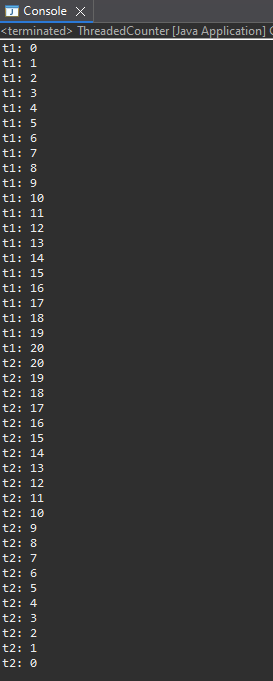 Console
<terminated> ThreadedCounter [Java Application]
t1: 0
t1: 1
t1: 2
t1: 3
t1: 4
t1: 5
t1: 6
t1: 7
t1: 8
t1: 9
t1: 10
t1: 11
t1: 12
t1: 13
t1: 14
t1: 15
t1: 16
t1: 17
t1: 18
t1: 19
t1: 20
t2: 20
t2: 19
t2: 18
t2: 17
t2: 16
t2: 15
t2: 14
t2: 13
t2: 12
t2: 11
t2: 10
t2: 9
t2: 8
t2: 7
t2: 6
t2: 5
t2: 4
t2: 3
t2: 2
t2: 1
t2: 0